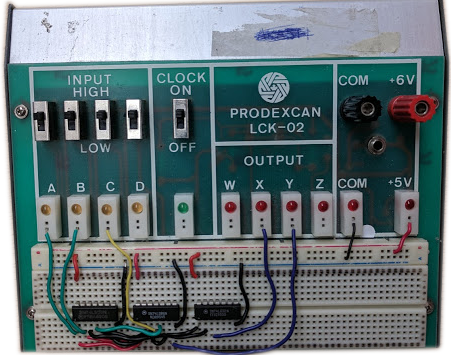 INPUT
HIGH
LOW
CLOCK
ON
OFF
PRODEXCAN
LCK-02
OUTPUT
COM
+6V
A
B
C
D
W
X
Y
Z
COM
+5V